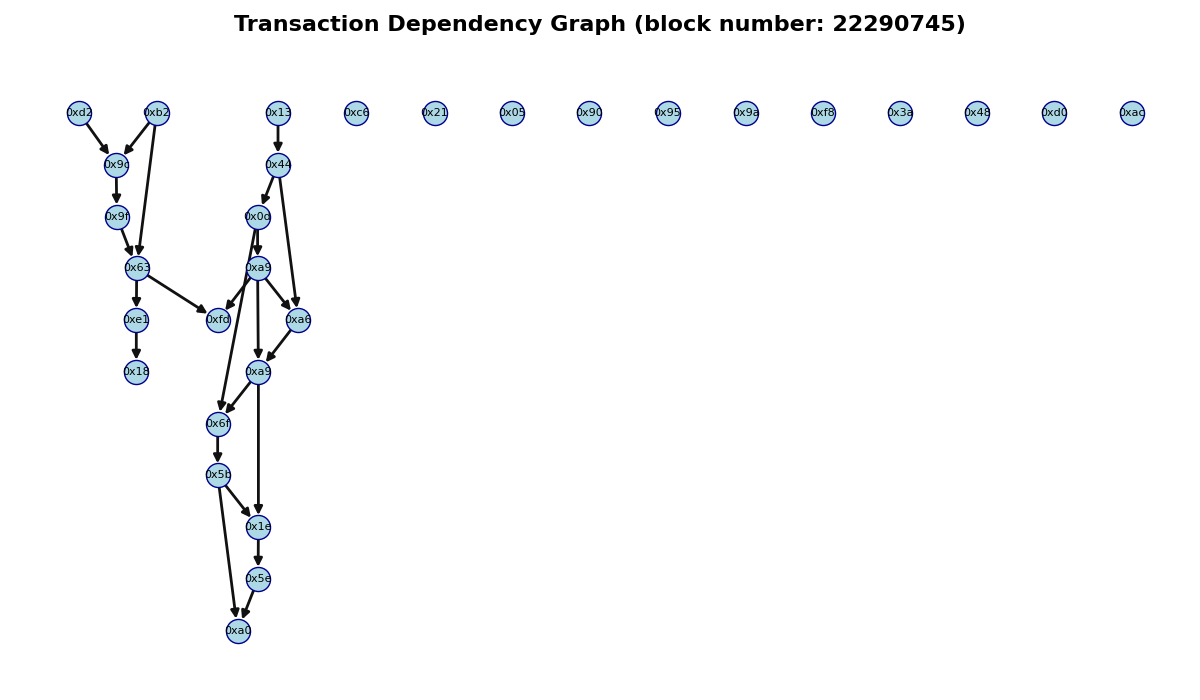 Transaction Dependency Graph (block number: 22290745)
0xd2 0xb2 0x13 0xc6 0x21 0x05 0x90 0x95 0x9a 0xf8 0x3a 0x48 0xd0 0xac
0x9c 0x44
0x9f 0x0d
0x63 0xa9
0xe1 0xfd 0xa6
0x18 0xa9
0x6f
0x5b
0x1e
0x5e
0xa0